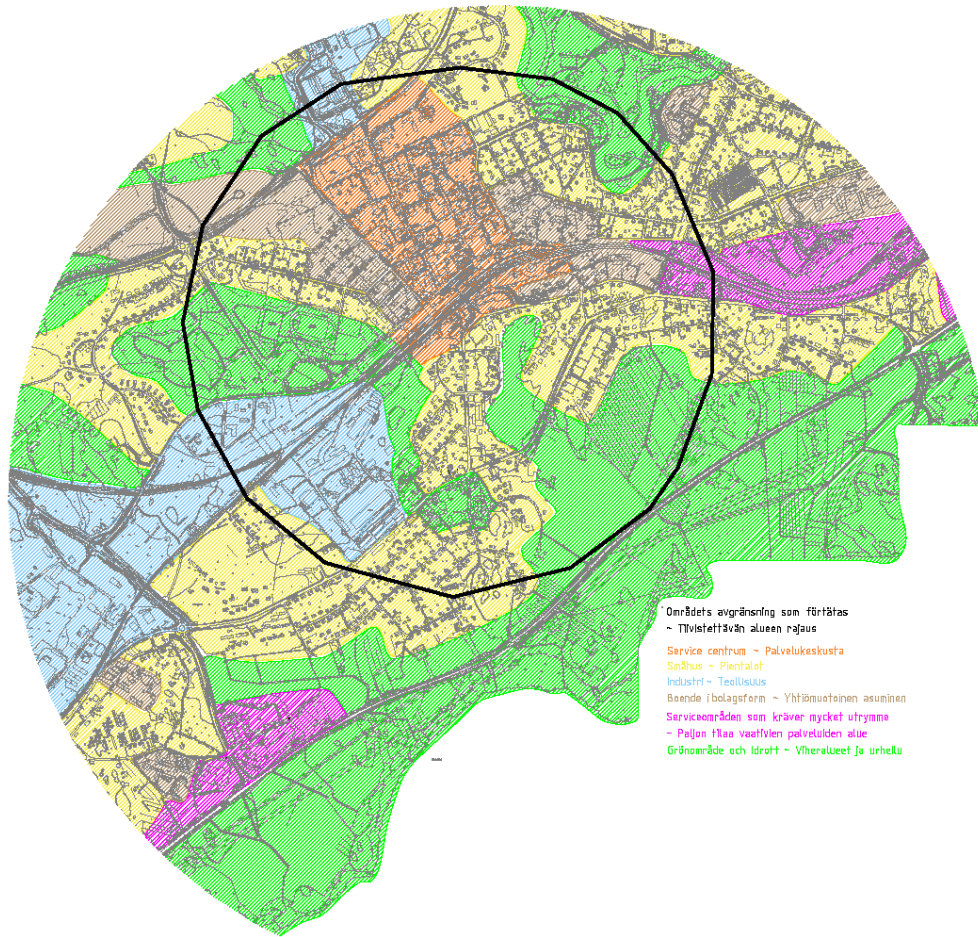 Områdets avgränsning som förtätas
~ Tiivistettävän alueen rajaus
Service centrum ~ Palvelukeskusta
Småhus ~ Pientalot
Industri ~ Teollisuus
Boende i bolagsform ~ Yhtiömuotoinen asuminen
Serviceområden som kräver mycket utrymme
~ Paljon tilaa vaativien palveluiden alue
Grönområde och idrott ~ Viheralueet ja urheilu